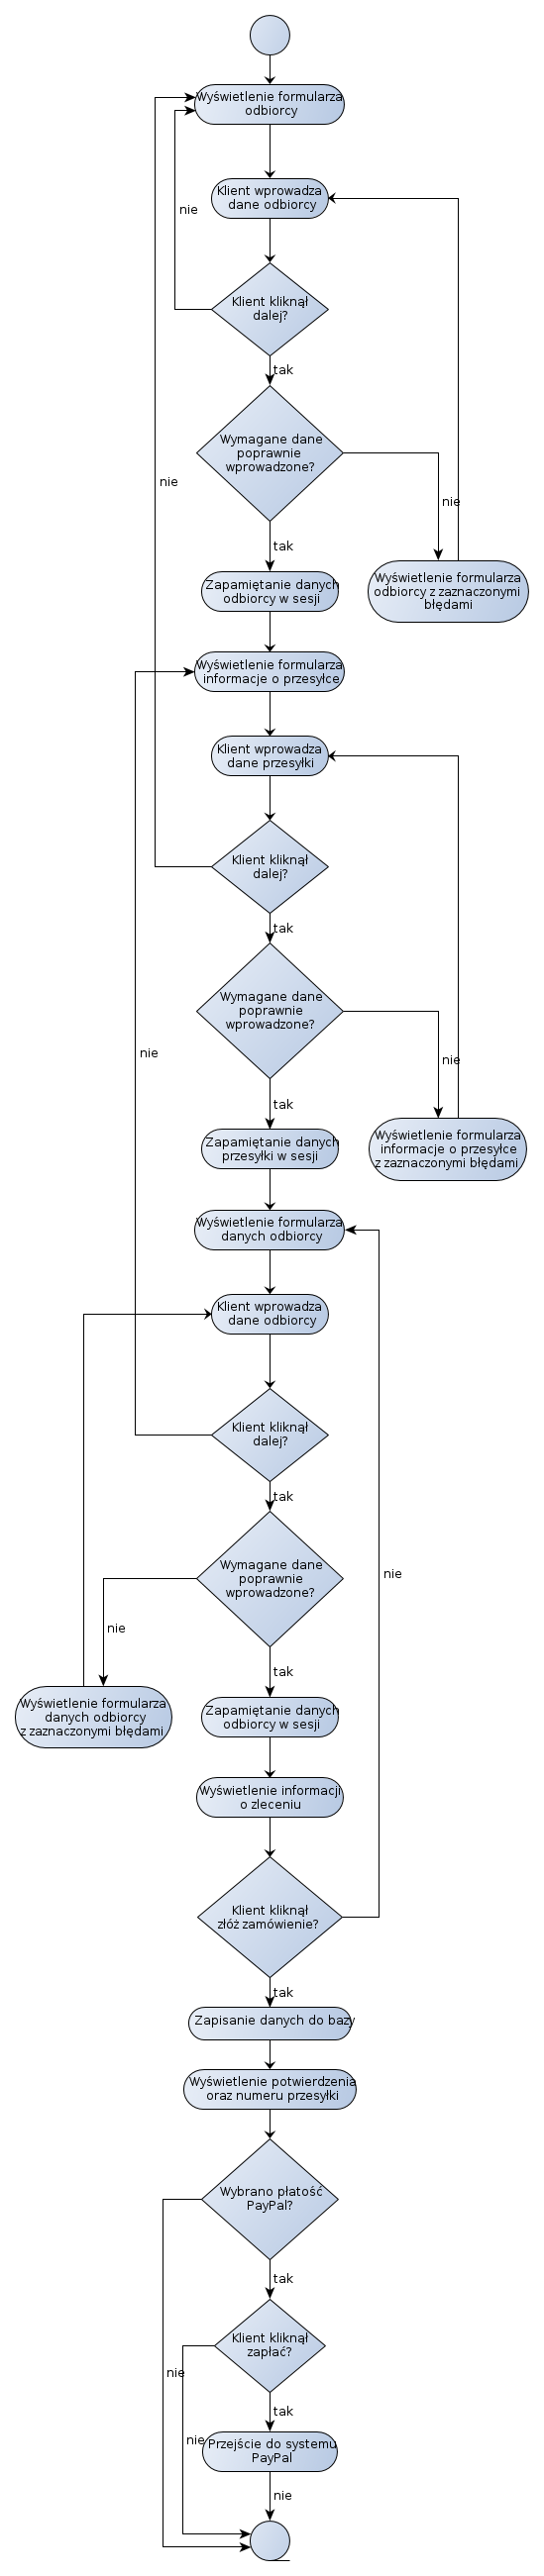 Wyświetlenie formularza
odbiorcy
Klient wprowadza
dane odbiorcy
nie
Klient kliknął
dalej?
tak
Wymagane dane
poprawnie
wprowadzone?
nie
nie
tak
Zapamiętanie danych
odbiorcy w sesji
Wyświetlenie formularza
odbiorcy z zaznaczonymi
błędami
Wyświetlenie formularza
informacje o przesyłce
Klient wprowadza
dane przesyłki
Klient kliknął
dalej?
tak
Wymagane dane
poprawnie
wprowadzone?
nie
nie
tak
Zapamiętanie danych
przesyłki w sesji
Wyświetlenie formularza
informacje o przesyłce
z zaznaczonymi błędami
Wyświetlenie formularza
danych odbiorcy
Klient wprowadza
dane odbiorcy
Klient kliknął
dalej?
tak
Wymagane dane
poprawnie
wprowadzone?
nie
nie
tak
Wyświetlenie formularza
danych odbiorcy
z zaznaczonymi błędami
Zapamiętanie danych
odbiorcy w sesji
Wyświetlenie informacji
o zleceniu
Klient kliknął
złóż zamówienie?
tak
Zapisanie danych do bazy
Wyświetlenie potwierdzenia
oraz numeru przesyłki
Wybrano płatość
PayPal?
tak
Klient kliknął
zapłać?
nie
tak
nie
Przejście do systemu
PayPal
nie